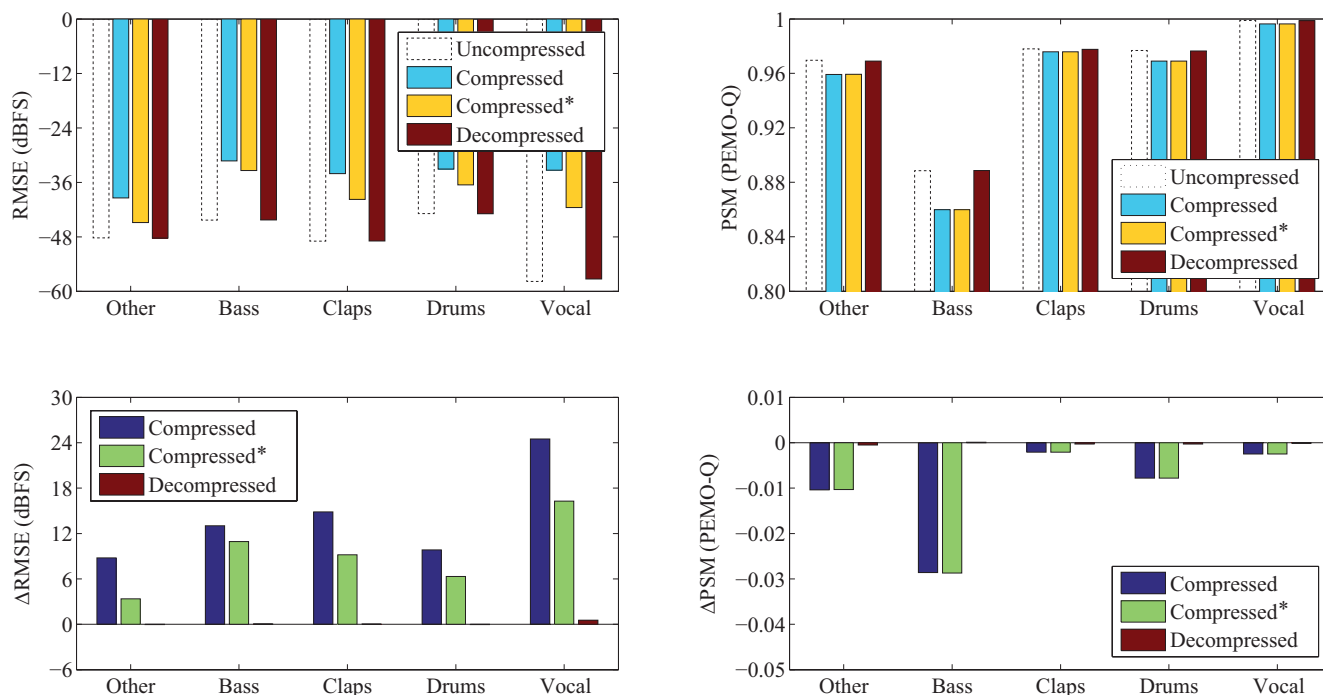 0
−12
−24
−36
−48
−60
RMSE (dBFS)
Uncompressed
Compressed
Compressed*
Decompressed
Other Bass Claps Drums Vocal
1
0.96
0.92
0.88
0.84
0.80
PSM (PEMO-Q)
Uncompressed
Compressed
Compressed*
Decompressed
Other Bass Claps Drums Vocal
30
24
18
12
6
0
−6
ΔRMSE (dBFS)
Compressed
Compressed*
Decompressed
Other Bass Claps Drums Vocal
0.01
0
−0.01
−0.02
−0.03
−0.04
−0.05
ΔPSM (PEMO-Q)
Compressed
Compressed*
Decompressed
Other Bass Claps Drums Vocal